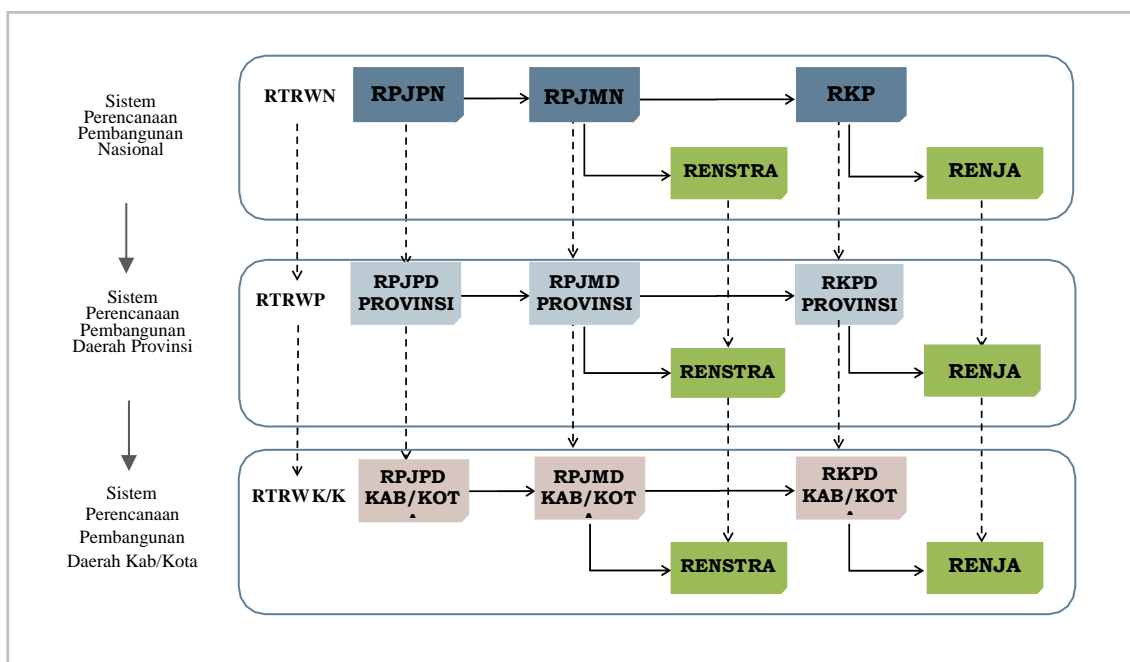 Sistem
Perencanaan
Pembangunan
Nasional
RTRWN
RPJPN
RPJMN
RKP
RENSTRA
RENJA
Sistem
Perencanaan
Pembangunan
Daerah Provinsi
RTRWP
RPJPD
PROVINSI
RPJMD
PROVINSI
RKPD
PROVINSI
RENSTRA
RENJA
Sistem
Perencanaan
Pembangunan
Daerah Kab/Kota
RTRWK/K
RPJPD
KAB/KOT
RPJMD
KAB/KOT
RKPD
KAB/KOT
RENSTRA
RENJA